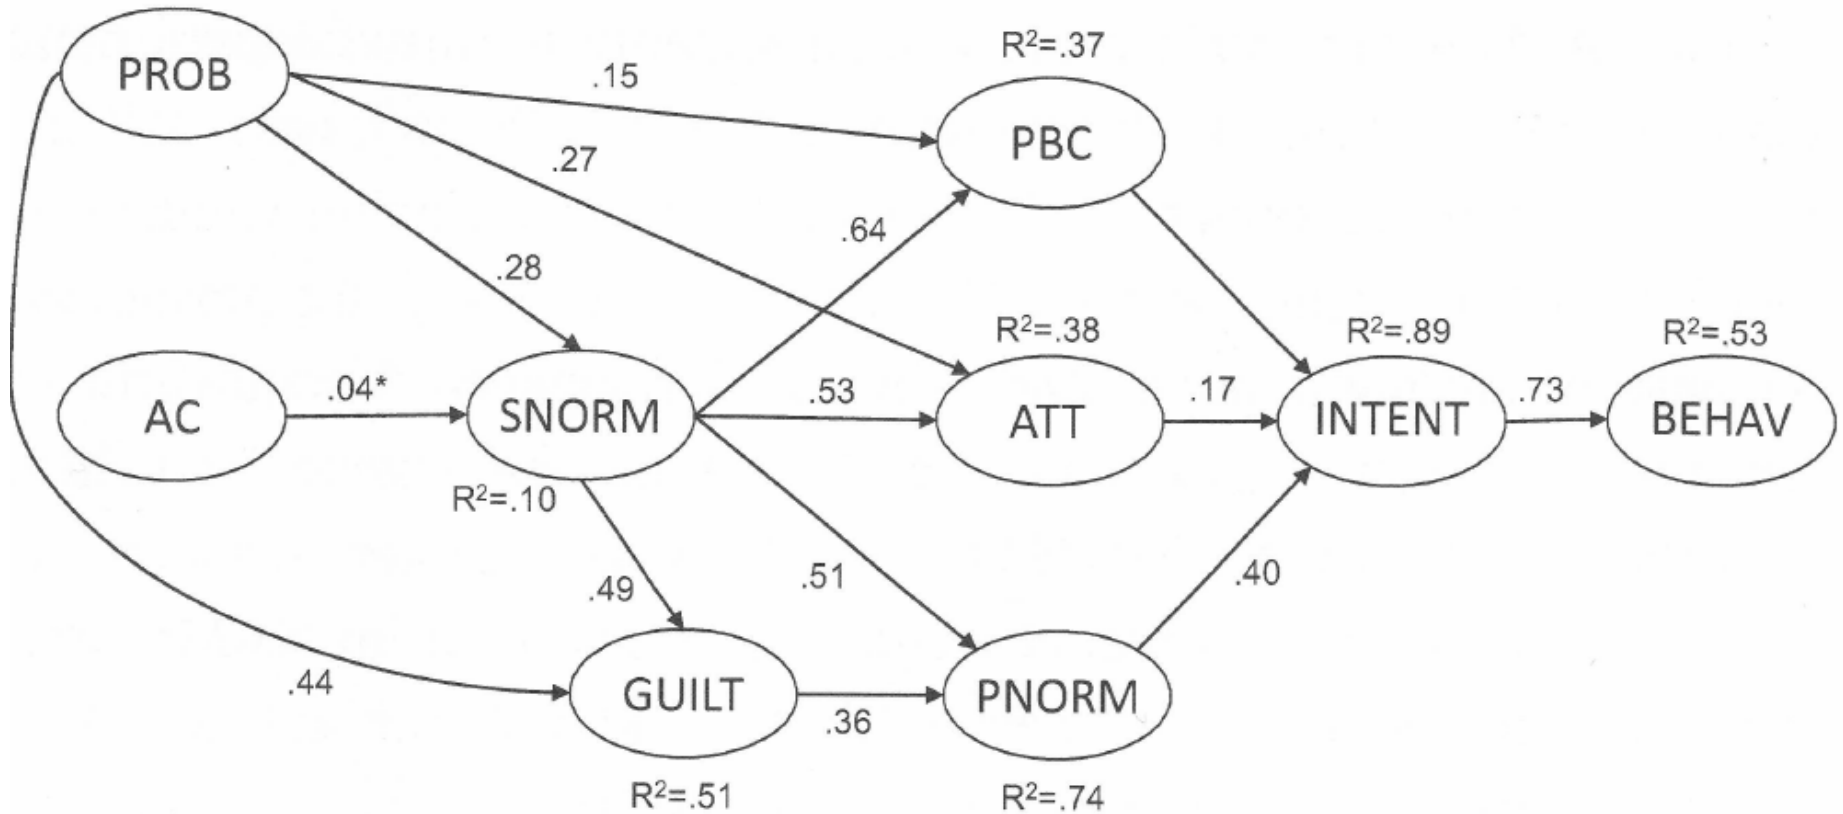 R²=.37
PROB
.15
PBC
.27
.64
.28
R²=.38
R²=.89
R²=.53
AC
.04*
SNORM
.53
ATT
.17
INTENT
.73
BEHAV
R²=.10
.49
.51
.40
.44
GUILT
.36
PNORM
R²=.51
R²=.74